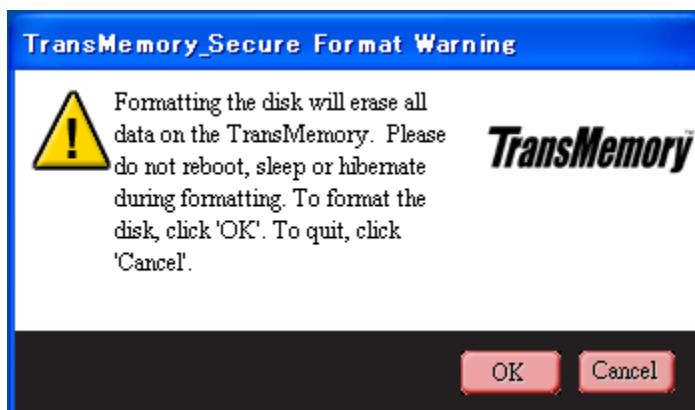 TransMemory_Secure Format Warning
Formatting the disk will erase all
data on the TransMemory.  Please
do not reboot, sleep or hibernate
during formatting. To format the
disk, click 'OK'. To quit, click
'Cancel'.
TransMemory
OK
Cancel